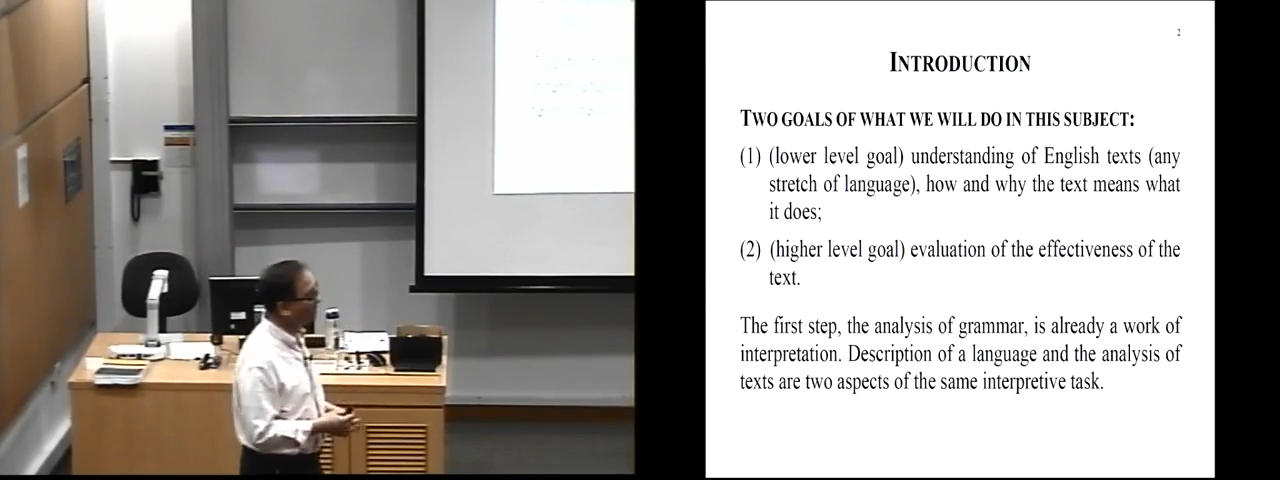 2
INTRODUCTION
TWO GOALS OF WHAT WE WILL DO IN THIS SUBJECT:
(1) (lower level goal) understanding of English texts (any
stretch of language), how and why the text means what
it does;
(2) (higher level goal) evaluation of the effectiveness of the
text.
The first step, the analysis of grammar, is already a work of
interpretation. Description of a language and the analysis of
texts are two aspects of the same interpretive task.